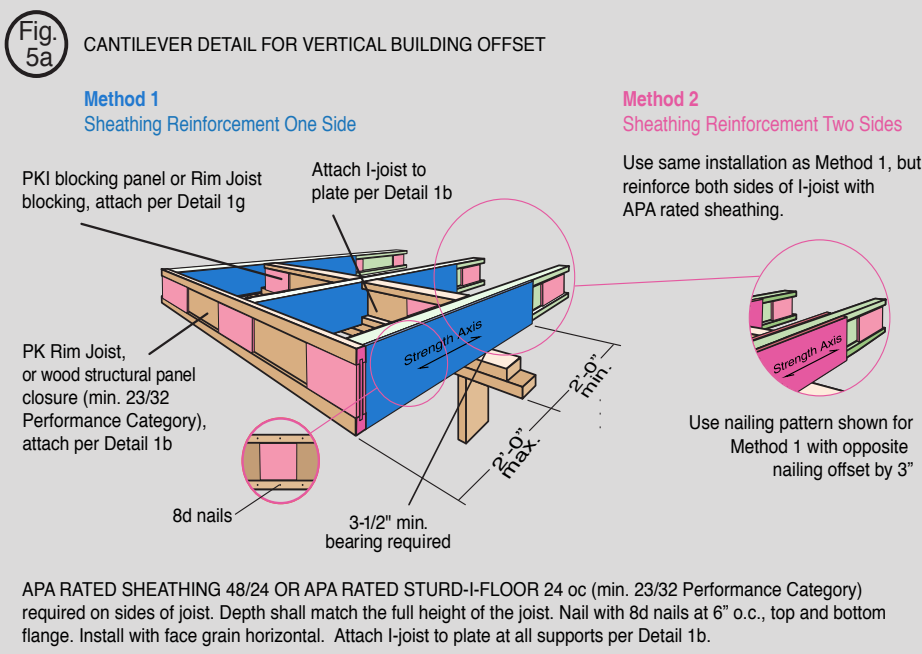 Fig.
5a
CANTILEVER DETAIL FOR VERTICAL BUILDING OFFSET
Method 1
Sheathing Reinforcement One Side
Method 2
Sheathing Reinforcement Two Sides
PKI blocking panel or Rim Joist
blocking, attach per Detail 1g
Attach I-joist to
plate per Detail 1b
Use same installation as Method 1, but
reinforce both sides of I-joist with
APA rated sheathing.
Strength Axis
Strength Axis
PK Rim Joist,
or wood structural panel
closure (min. 23/32
Performance Category),
attach per Detail 1b
2'-0"
min.
2'-0"
max.
Use nailing pattern shown for
Method 1 with opposite
nailing offset by 3”
8d nails
3-1/2" min.
bearing required
APA RATED SHEATHING 48/24 OR APA RATED STURD-I-FLOOR 24 oc (min. 23/32 Performance Category)
required on sides of joist. Depth shall match the full height of the joist. Nail with 8d nails at 6” o.c., top and bottom
flange. Install with face grain horizontal.  Attach I-joist to plate at all supports per Detail 1b.